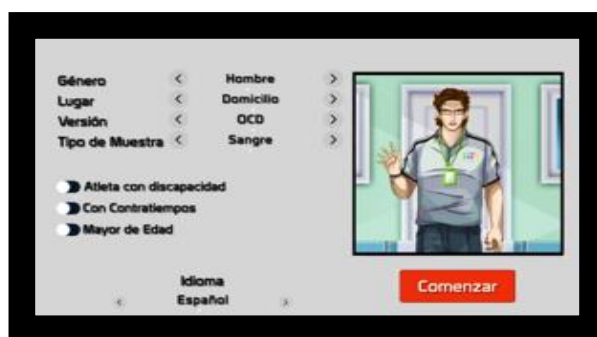 Género < Hombre >
Lugar < Domicilio >
Versión < OCD >
Tipo de Muestra < Sangre >
Atleta con discapacidad
Con Contratiempos
Mayor de Edad
Idioma
< Español >
Comenzar